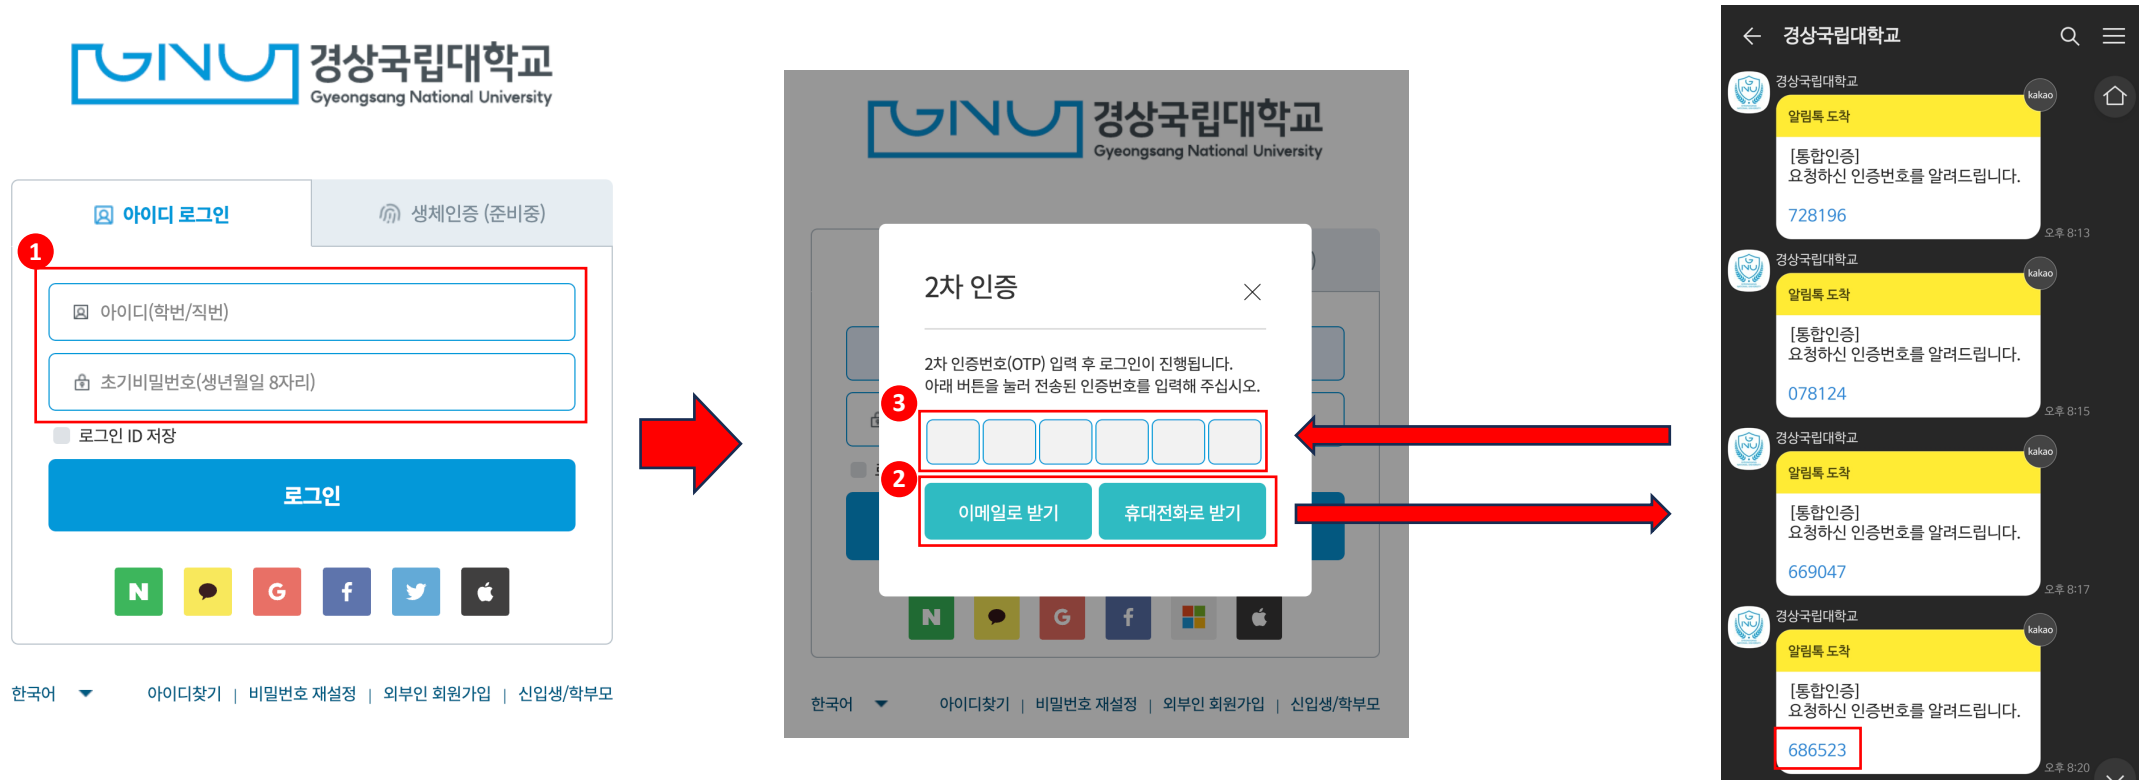 GNU 경상국립대학교
Gyeongsang National University
아이디 로그인
생체인증 (준비중)
1
아이디(학번/직번)
초기비밀번호(생년월일 8자리)
로그인 ID 저장
로그인
N
G
f
한국어
아이디찾기 | 비밀번호 재설정 | 외부인 회원가입 | 신입생/학부모
GNU 경상국립대학교
Gyeongsang National University
2차 인증
2차 인증번호(OTP) 입력 후 로그인이 진행됩니다.
아래 버튼을 눌러 전송된 인증번호를 입력해 주십시오.
3
2
이메일로 받기
휴대전화로 받기
N
G
f
한국어
아이디찾기 | 비밀번호 재설정 | 외부인 회원가입 | 신입생/학부모
경상국립대학교
경상국립대학교
kakao
알림톡 도착
[통합인증]
요청하신 인증번호를 알려드립니다.
728196
오후 8:13
경상국립대학교
kakao
알림톡 도착
[통합인증]
요청하신 인증번호를 알려드립니다.
078124
오후 8:15
경상국립대학교
kakao
알림톡 도착
[통합인증]
요청하신 인증번호를 알려드립니다.
669047
오후 8:17
경상국립대학교
kakao
알림톡 도착
[통합인증]
요청하신 인증번호를 알려드립니다.
686523
오후 8:20